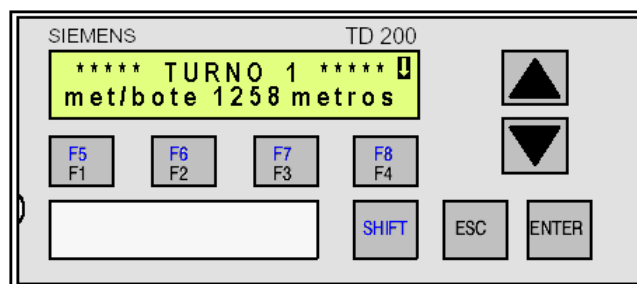 SIEMENS TD 200
***** TURNO 1 *****
met/bote 1258 metros
F5 F6 F7 F8
F1 F2 F3 F4
SHIFT ESC ENTER